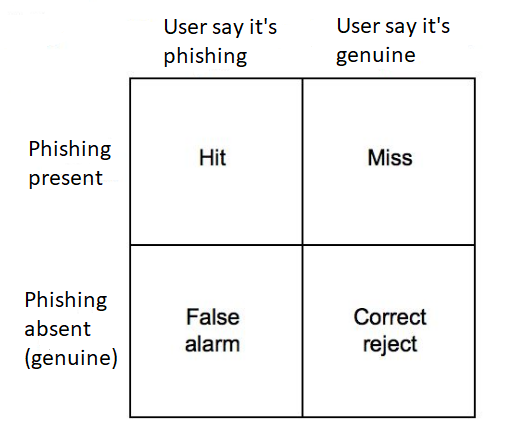 User say it's
phishing
User say it's
genuine
Phishing
present
Hit
Miss
Phishing
absent
(genuine)
False
alarm
Correct
reject